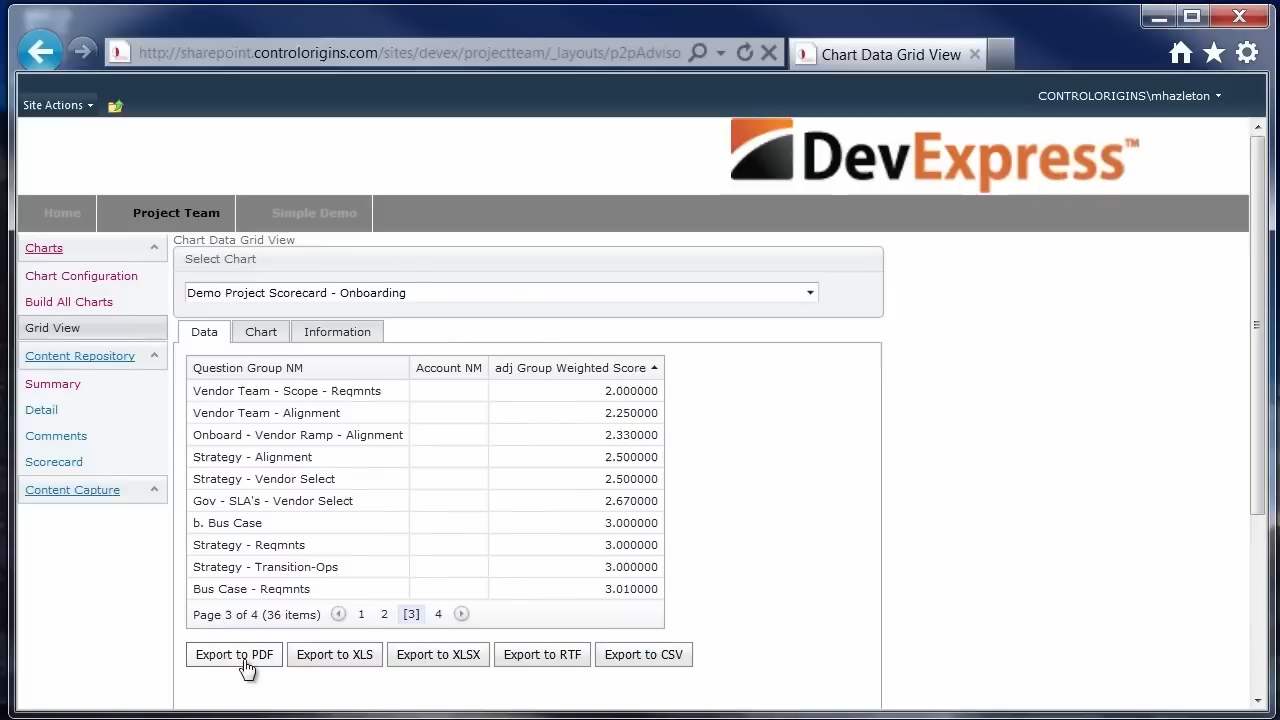 http://sharepoint.controlorigins.com/sites/devex/projectteam/_layouts/p2pAdviso
Chart Data Grid View
Site Actions
CONTROLORIGINS\mhazleton
DevExpress™
Home
Project Team
Simple Demo
Charts
Chart Configuration
Build All Charts
Grid View
Content Repository
Summary
Detail
Comments
Scorecard
Content Capture
Chart Data Grid View
Select Chart
Demo Project Scorecard - Onboarding
Data Chart Information
Question Group NM Account NM adj Group Weighted Score
Vendor Team - Scope - Reqmnts 2.000000
Vendor Team - Alignment 2.250000
Onboard - Vendor Ramp - Alignment 2.330000
Strategy - Alignment 2.500000
Strategy - Vendor Select 2.500000
Gov - SLA's - Vendor Select 2.670000
b. Bus Case 3.000000
Strategy - Reqmnts 3.000000
Strategy - Transition-Ops 3.000000
Bus Case - Reqmnts 3.010000
Page 3 of 4 (36 items) 1 2 [3] 4
Export to PDF Export to XLS Export to XLSX Export to RTF Export to CSV